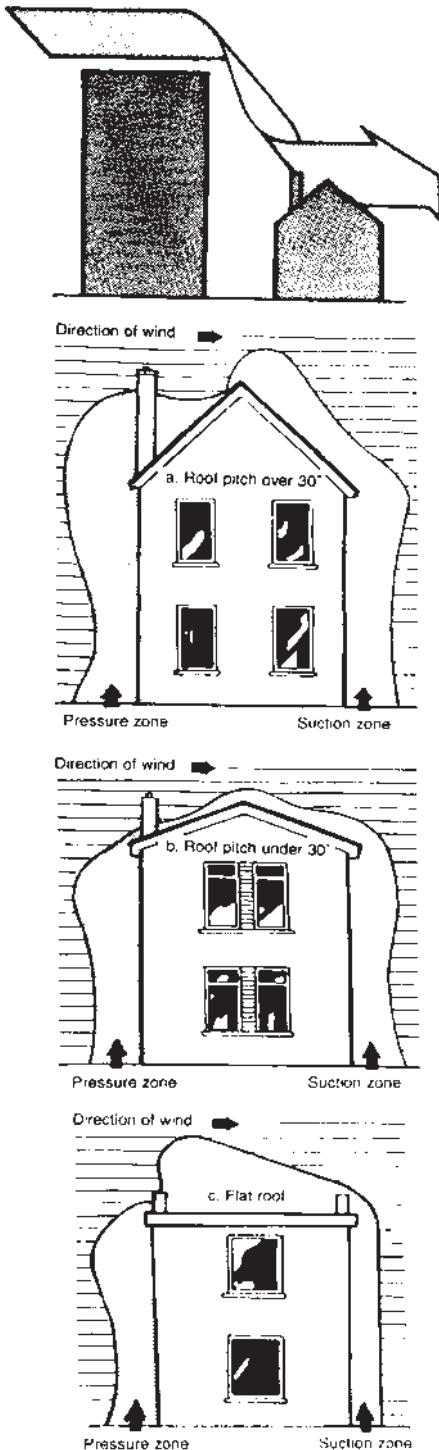 Direction of wind
a. Roof pitch over 30°
Pressure zone Suction zone
Direction of wind
b. Roof pitch under 30°
Pressure zone Suction zone
Direction of wind
c. Flat roof
Pressure zone Suction zone